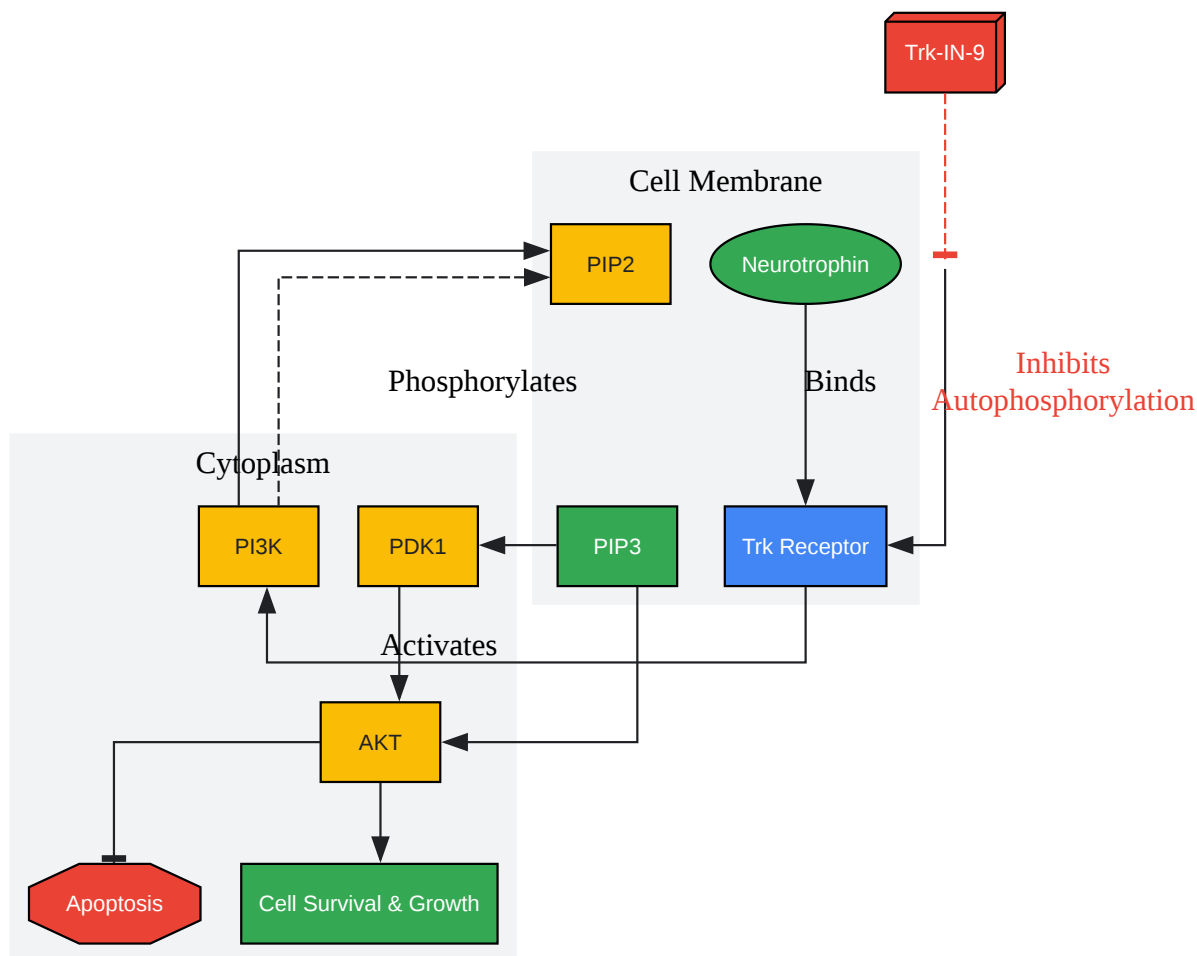 Trk-IN-9
Cell Membrane
PIP2
Neurotrophin
Inhibits
Autophosphorylation
Phosphorylates
Binds
Cytoplasm
PI3K
PDK1
PIP3
Trk Receptor
Activates
AKT
Apoptosis
Cell Survival & Growth